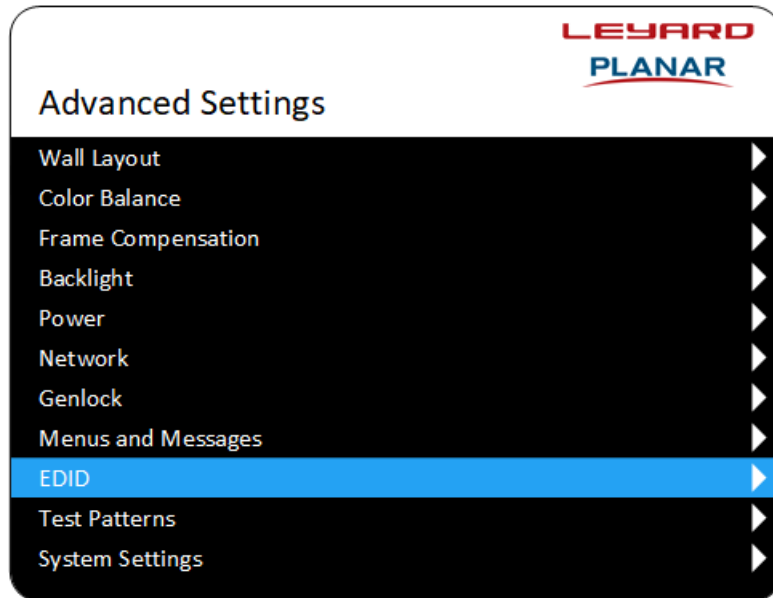 LEYARD
PLANAR
Advanced Settings
Wall Layout
Color Balance
Frame Compensation
Backlight
Power
Network
Genlock
Menus and Messages
EDID
Test Patterns
System Settings